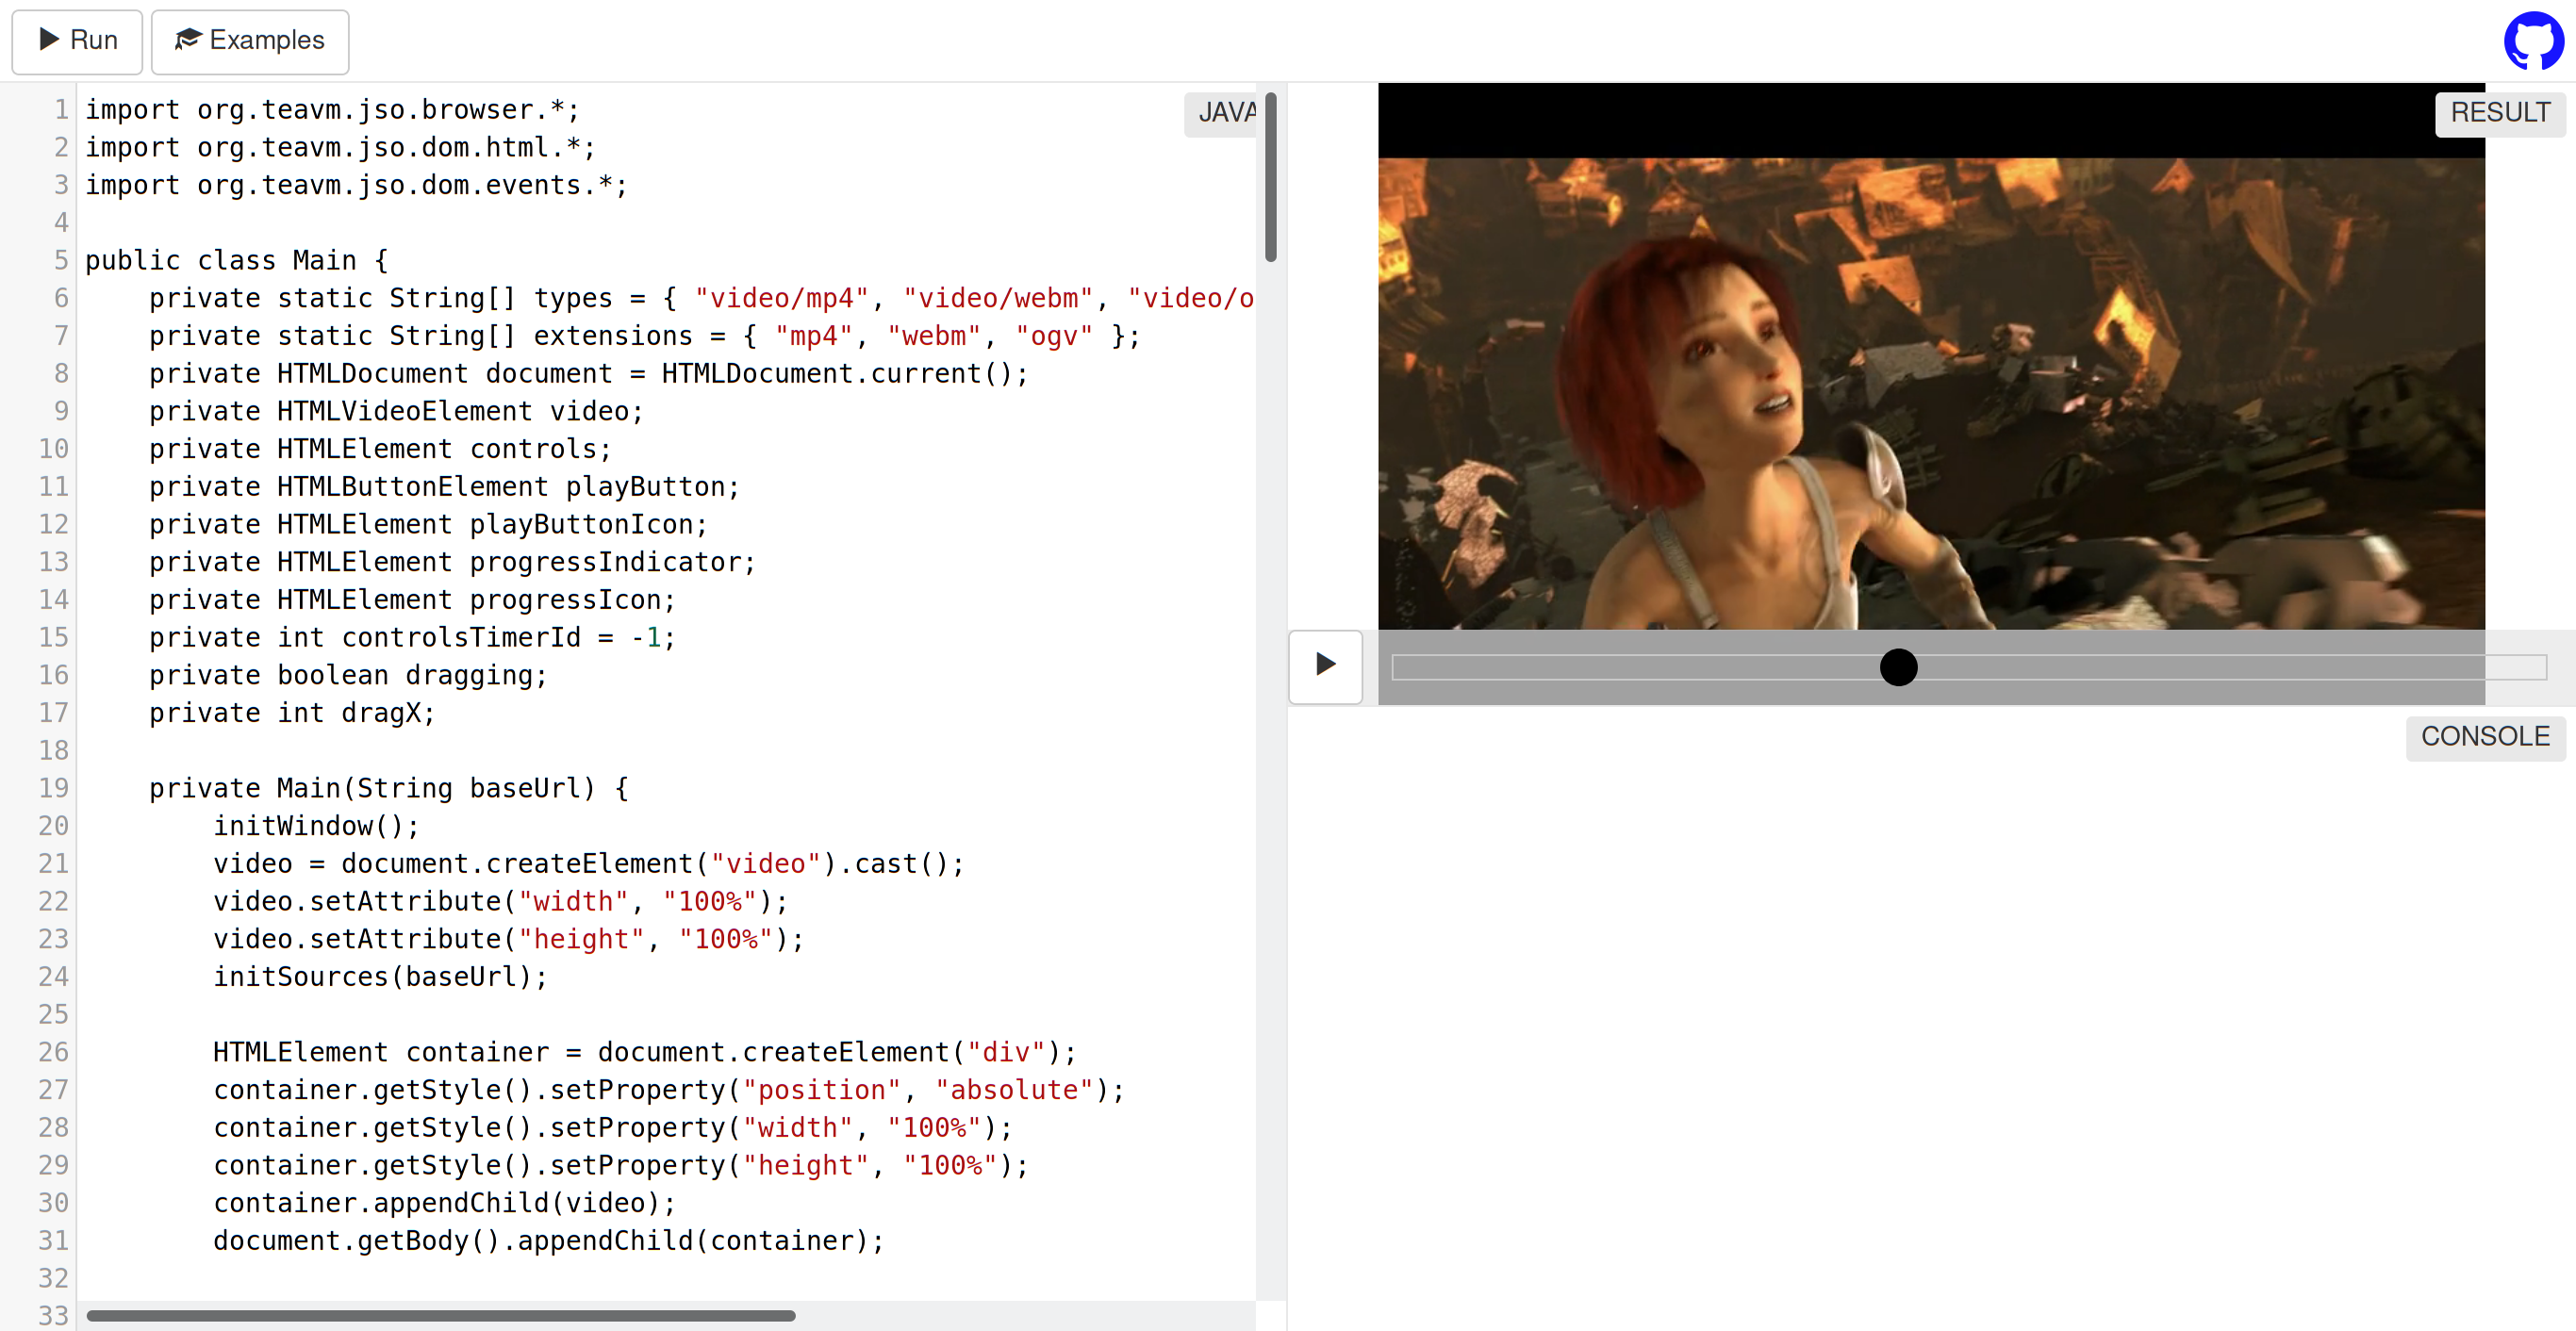 Run Examples
JAVA
RESULT
1 import org.teavm.jso.browser.*;
2 import org.teavm.jso.dom.html.*;
3 import org.teavm.jso.dom.events.*;
4
5 public class Main {
6     private static String[] types = { "video/mp4", "video/webm", "video/o
7     private static String[] extensions = { "mp4", "webm", "ogv" };
8     private HTMLDocument document = HTMLDocument.current();
9     private HTMLVideoElement video;
10     private HTMLElement controls;
11     private HTMLButtonElement playButton;
12     private HTMLElement playButtonIcon;
13     private HTMLElement progressIndicator;
14     private HTMLElement progressIcon;
15     private int controlsTimerId = -1;
16     private boolean dragging;
17     private int dragX;
18
19     private Main(String baseUrl) {
20         initWindow();
21         video = document.createElement("video").cast();
22         video.setAttribute("width", "100%");
23         video.setAttribute("height", "100%");
24         initSources(baseUrl);
25
26         HTMLElement container = document.createElement("div");
27         container.getStyle().setProperty("position", "absolute");
28         container.getStyle().setProperty("width", "100%");
29         container.getStyle().setProperty("height", "100%");
30         container.appendChild(video);
31         document.getBody().appendChild(container);
32
33
CONSOLE